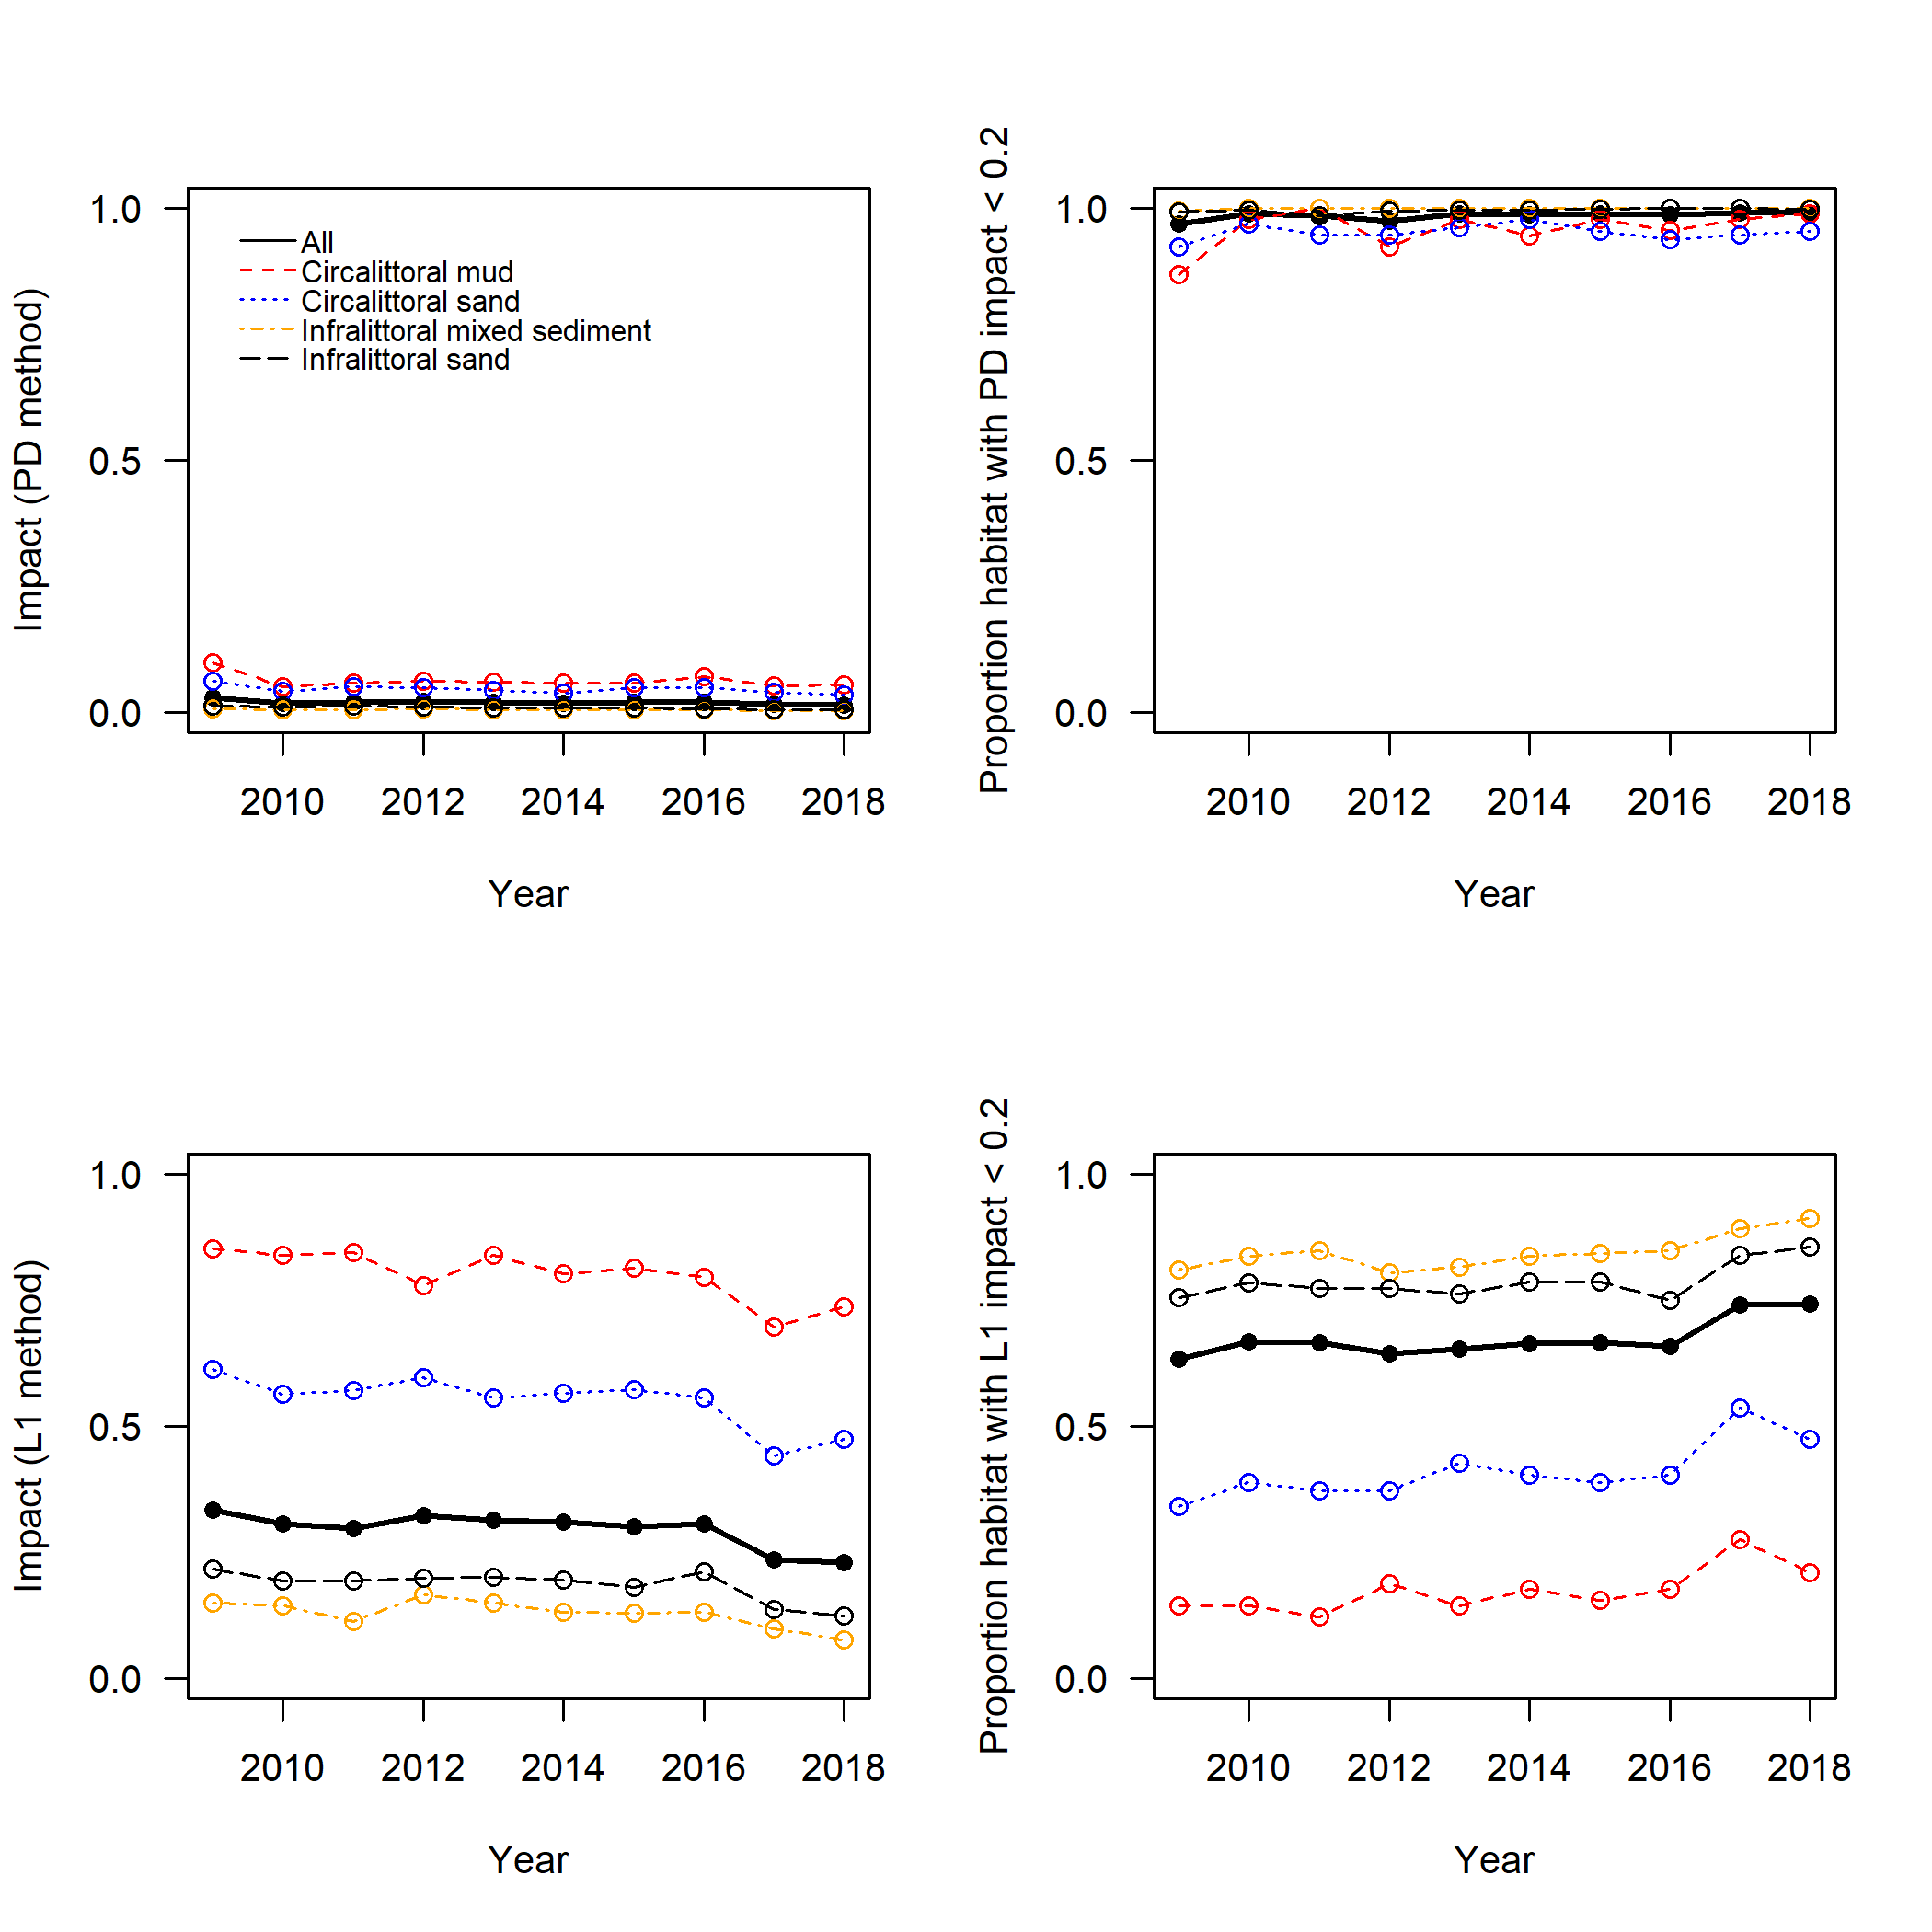 Impact (PD method)
1.0
0.5
0.0
All
Circalittoral mud
Circalittoral sand
Infralittoral mixed sediment
Infralittoral sand
2010 2012 2014 2016 2018
Year
Proportion habitat with PD impact < 0.2
1.0
0.5
0.0
2010 2012 2014 2016 2018
Year
Impact (L1 method)
1.0
0.5
0.0
2010 2012 2014 2016 2018
Year
Proportion habitat with L1 impact < 0.2
1.0
0.5
0.0
2010 2012 2014 2016 2018
Year